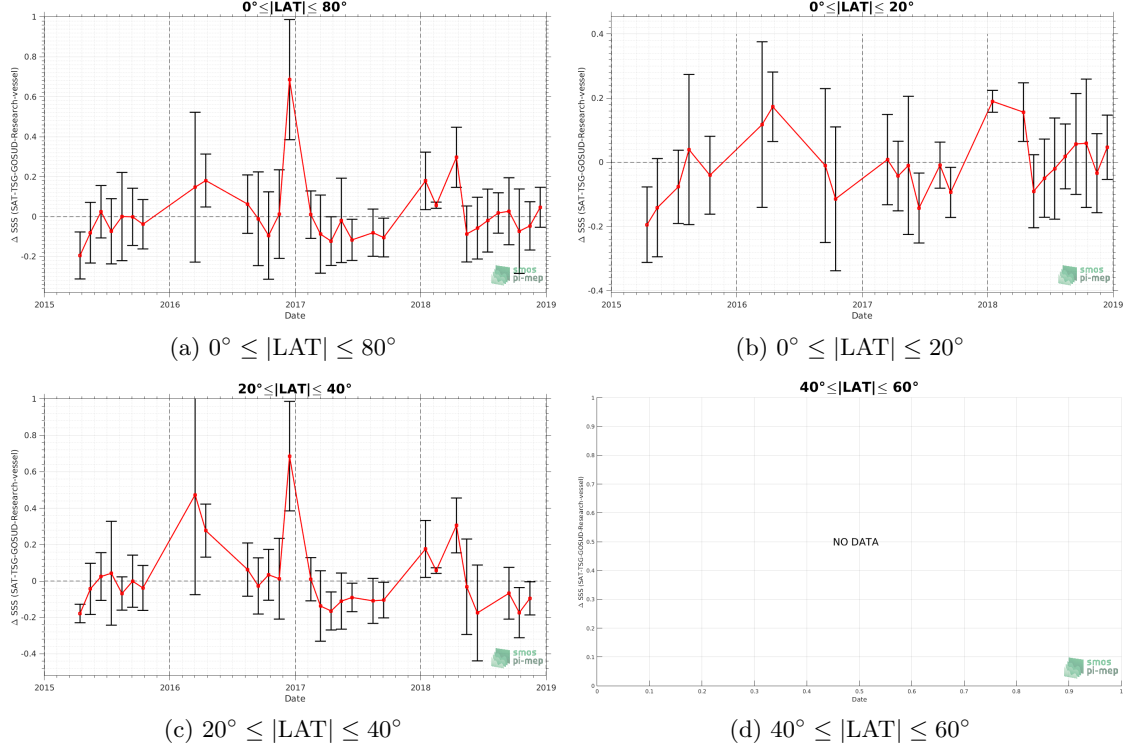 0°≤|LAT|≤ 80°
Δ SSS (SAT-TSG-GOSUD-Research-vessel)
1
0.8
0.6
0.4
0.2
0
-0.2
2015 2016 2017 2018 2019
Date
smos
pi-mep
(a) 0° ≤ |LAT| ≤ 80°
0°≤|LAT|≤ 20°
Δ SSS (SAT-TSG-GOSUD-Research-vessel)
0.4
0.2
0
-0.2
-0.4
2015 2016 2017 2018 2019
Date
smos
pi-mep
(b) 0° ≤ |LAT| ≤ 20°
20°≤|LAT|≤ 40°
Δ SSS (SAT-TSG-GOSUD-Research-vessel)
1
0.8
0.6
0.4
0.2
0
-0.2
-0.4
2015 2016 2017 2018 2019
Date
smos
pi-mep
(c) 20° ≤ |LAT| ≤ 40°
40°≤|LAT|≤ 60°
Δ SSS (SAT-TSG-GOSUD-Research-vessel)
1
0.9
0.8
0.7
0.6
0.5
0.4
0.3
0.2
0.1
0
NO DATA
0 0.1 0.2 0.3 0.4 0.5 0.6 0.7 0.8 0.9 1
Date
smos
pi-mep
(d) 40° ≤ |LAT| ≤ 60°